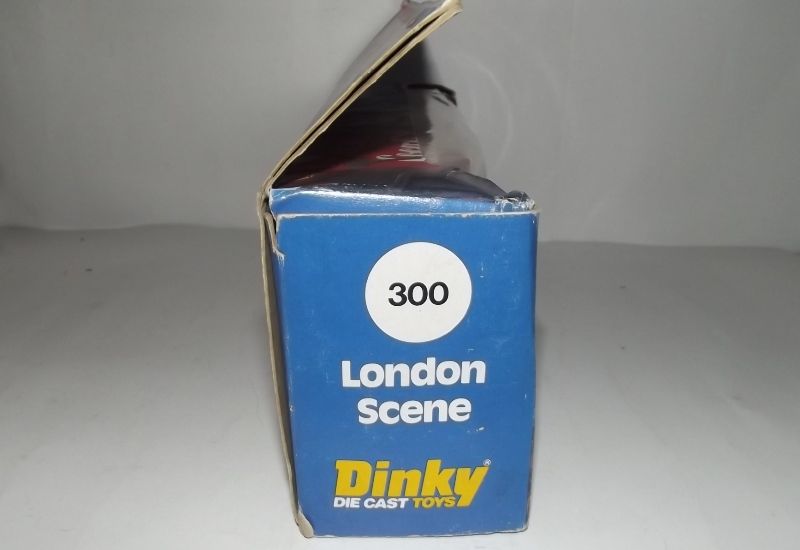 300
London
Scene
Dinky®
DIE CAST TOYS